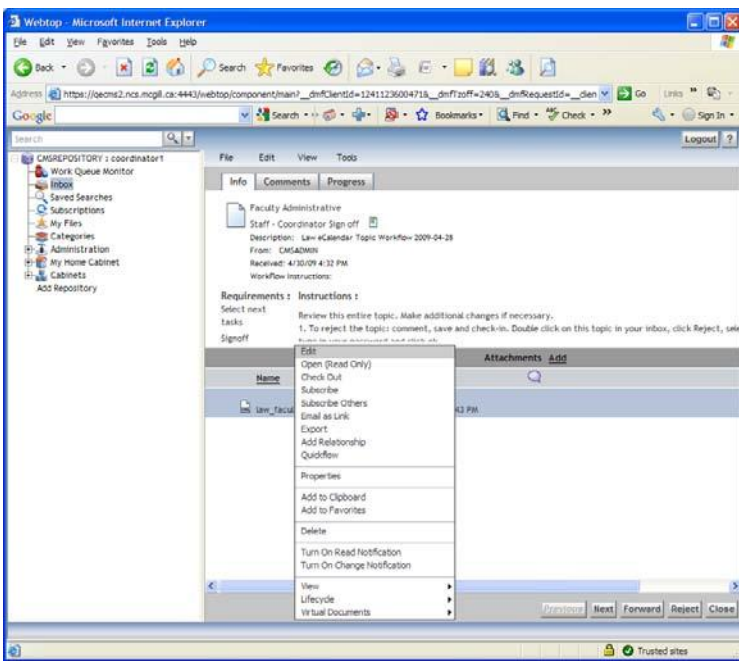 Webtop - Microsoft Internet Explorer
File Edit View Favorites Tools Help
Back Search Favorites
Address https://qecms2.ncs.mcgill.ca:4443/webtop/component/main?__dmfClientId=1241123600471&__dmfTzoff=240&__dmfRequestId=__clien Go Links »
Google Search Bookmarks Find Check » Sign In
Search Logout ?
CMSREPOSITORY : coordinator1
Work Queue Monitor
Inbox
Saved Searches
Subscriptions
My Files
Categories
Administration
My Home Cabinet
Cabinets
Add Repository
File Edit View Tools
Info Comments Progress
Faculty Administrative
Staff - Coordinator Sign off
Description: Law eCalendar Topic Workflow 2009-04-28
From: CMSADMIN
Received: 4/30/09 4:32 PM
Workflow Instructions:
Requirements : Instructions :
Select next tasks
Signoff
Review this entire topic. Make additional changes if necessary.
1. To reject the topic: comment, save and check-in. Double click on this topic in your inbox, click Reject, sele
type in your password and click ok
Attachments Add
Name
law_facul
43 PM
Edit
Open (Read Only)
Check Out
Subscribe
Subscribe Others
Email as Link
Export
Add Relationship
Quickflow
Properties
Add to Clipboard
Add to Favorites
Delete
Turn On Read Notification
Turn On Change Notification
View
Lifecycle
Virtual Documents
Previous Next Forward Reject Close
Trusted sites